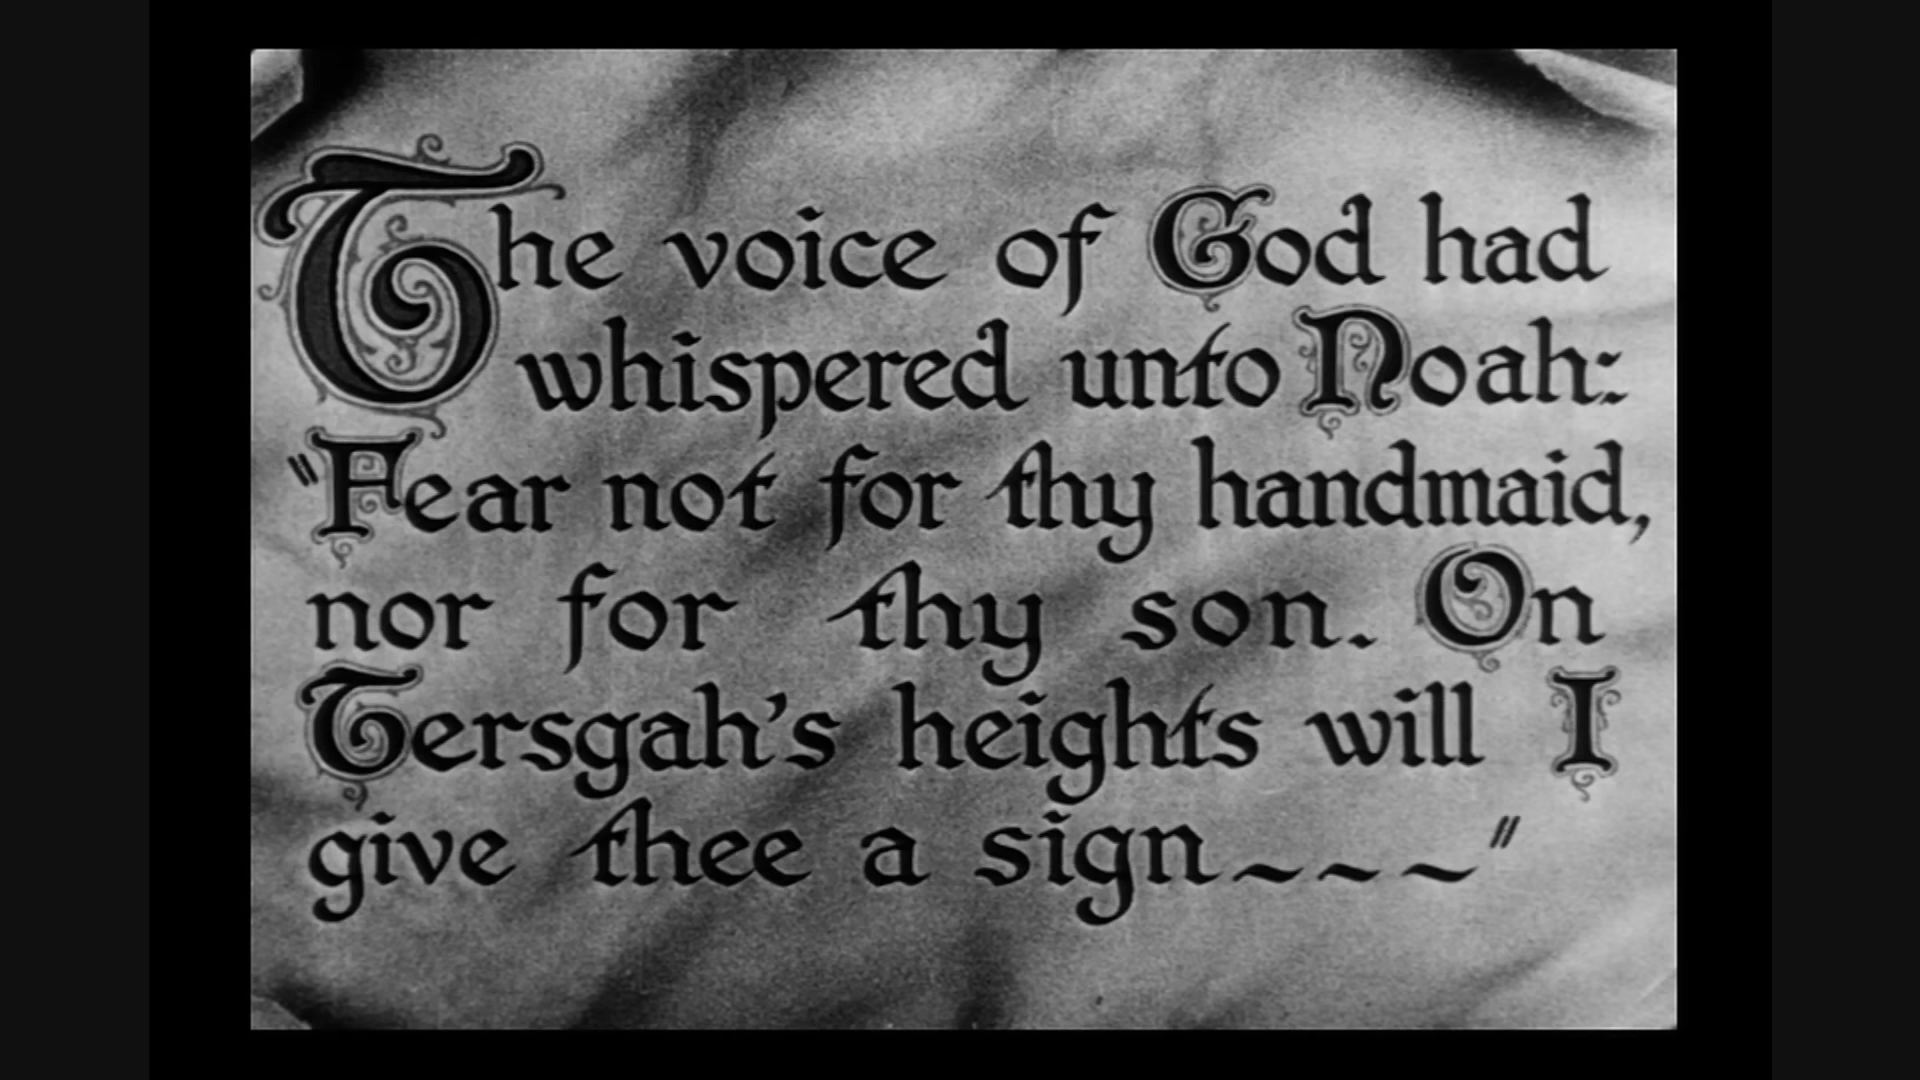 The voice of God had
whispered unto Noah:
"Fear not for thy handmaid,
nor for thy son. On
Tersgah's heights will I
give thee a sign~~~"